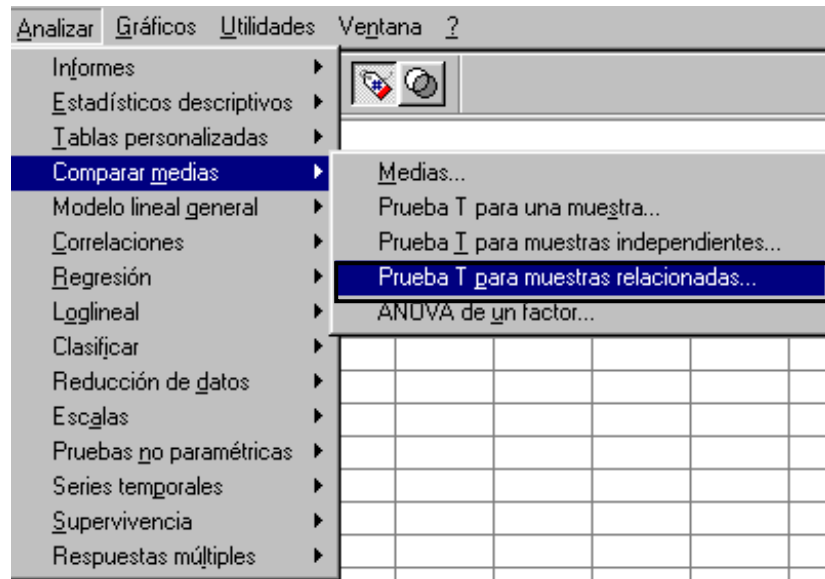 Analizar Gráficos Utilidades Ventana ?
Informes
Estadísticos descriptivos
Tablas personalizadas
Comparar medias
Modelo lineal general
Correlaciones
Regresión
Loglineal
Clasificar
Reducción de datos
Escalas
Pruebas no paramétricas
Series temporales
Supervivencia
Respuestas múltiples
Medias...
Prueba T para una muestra...
Prueba T para muestras independientes...
Prueba T para muestras relacionadas...
ANOVA de un factor...